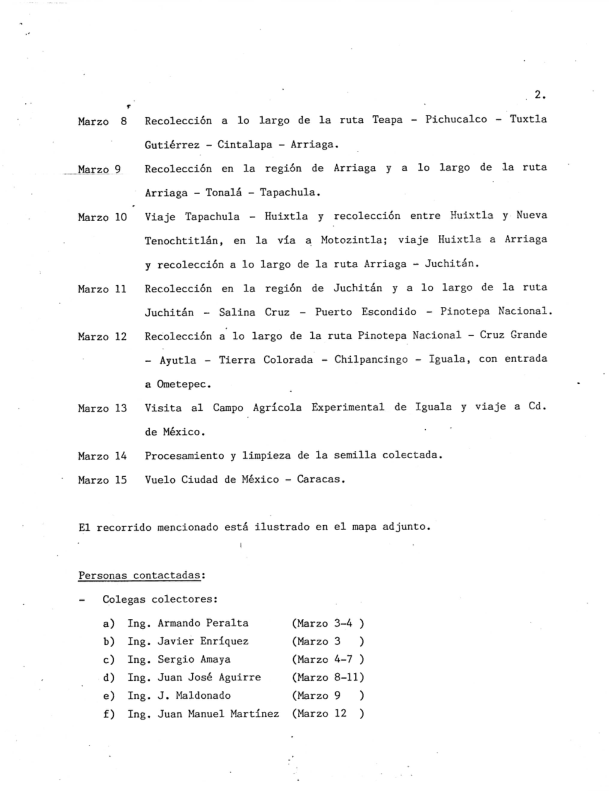 2.
Marzo 8 Recolección a lo largo de la ruta Teapa - Pichucalco - Tuxtla
Gutiérrez - Cintalapa - Arriaga.
Marzo 9 Recolección en la región de Arriaga y a lo largo de la ruta
Arriaga - Tonalá - Tapachula.
Marzo 10 Viaje Tapachula - Huixtla y recolección entre Huixtla y Nueva
Tenochtitlán, en la vía a Motozintla; viaje Huixtla a Arriaga
y recolección a lo largo de la ruta Arriaga - Juchitán.
Marzo 11 Recolección en la región de Juchitán y a lo largo de la ruta
Juchitán - Salina Cruz - Puerto Escondido - Pinotepa Nacional.
Marzo 12 Recolección a lo largo de la ruta Pinotepa Nacional - Cruz Grande
- Ayutla - Tierra Colorada - Chilpancingo - Iguala, con entrada
a Ometepec.
Marzo 13 Visita al Campo Agrícola Experimental de Iguala y viaje a Cd.
de México.
Marzo 14 Procesamiento y limpieza de la semilla colectada.
Marzo 15 Vuelo Ciudad de México - Caracas.
El recorrido mencionado está ilustrado en el mapa adjunto.
Personas contactadas:
- Colegas colectores:
a) Ing. Armando Peralta (Marzo 3-4 )
b) Ing. Javier Enríquez (Marzo 3 )
c) Ing. Sergio Amaya (Marzo 4-7 )
d) Ing. Juan José Aguirre (Marzo 8-11)
e) Ing. J. Maldonado (Marzo 9 )
f) Ing. Juan Manuel Martínez (Marzo 12 )